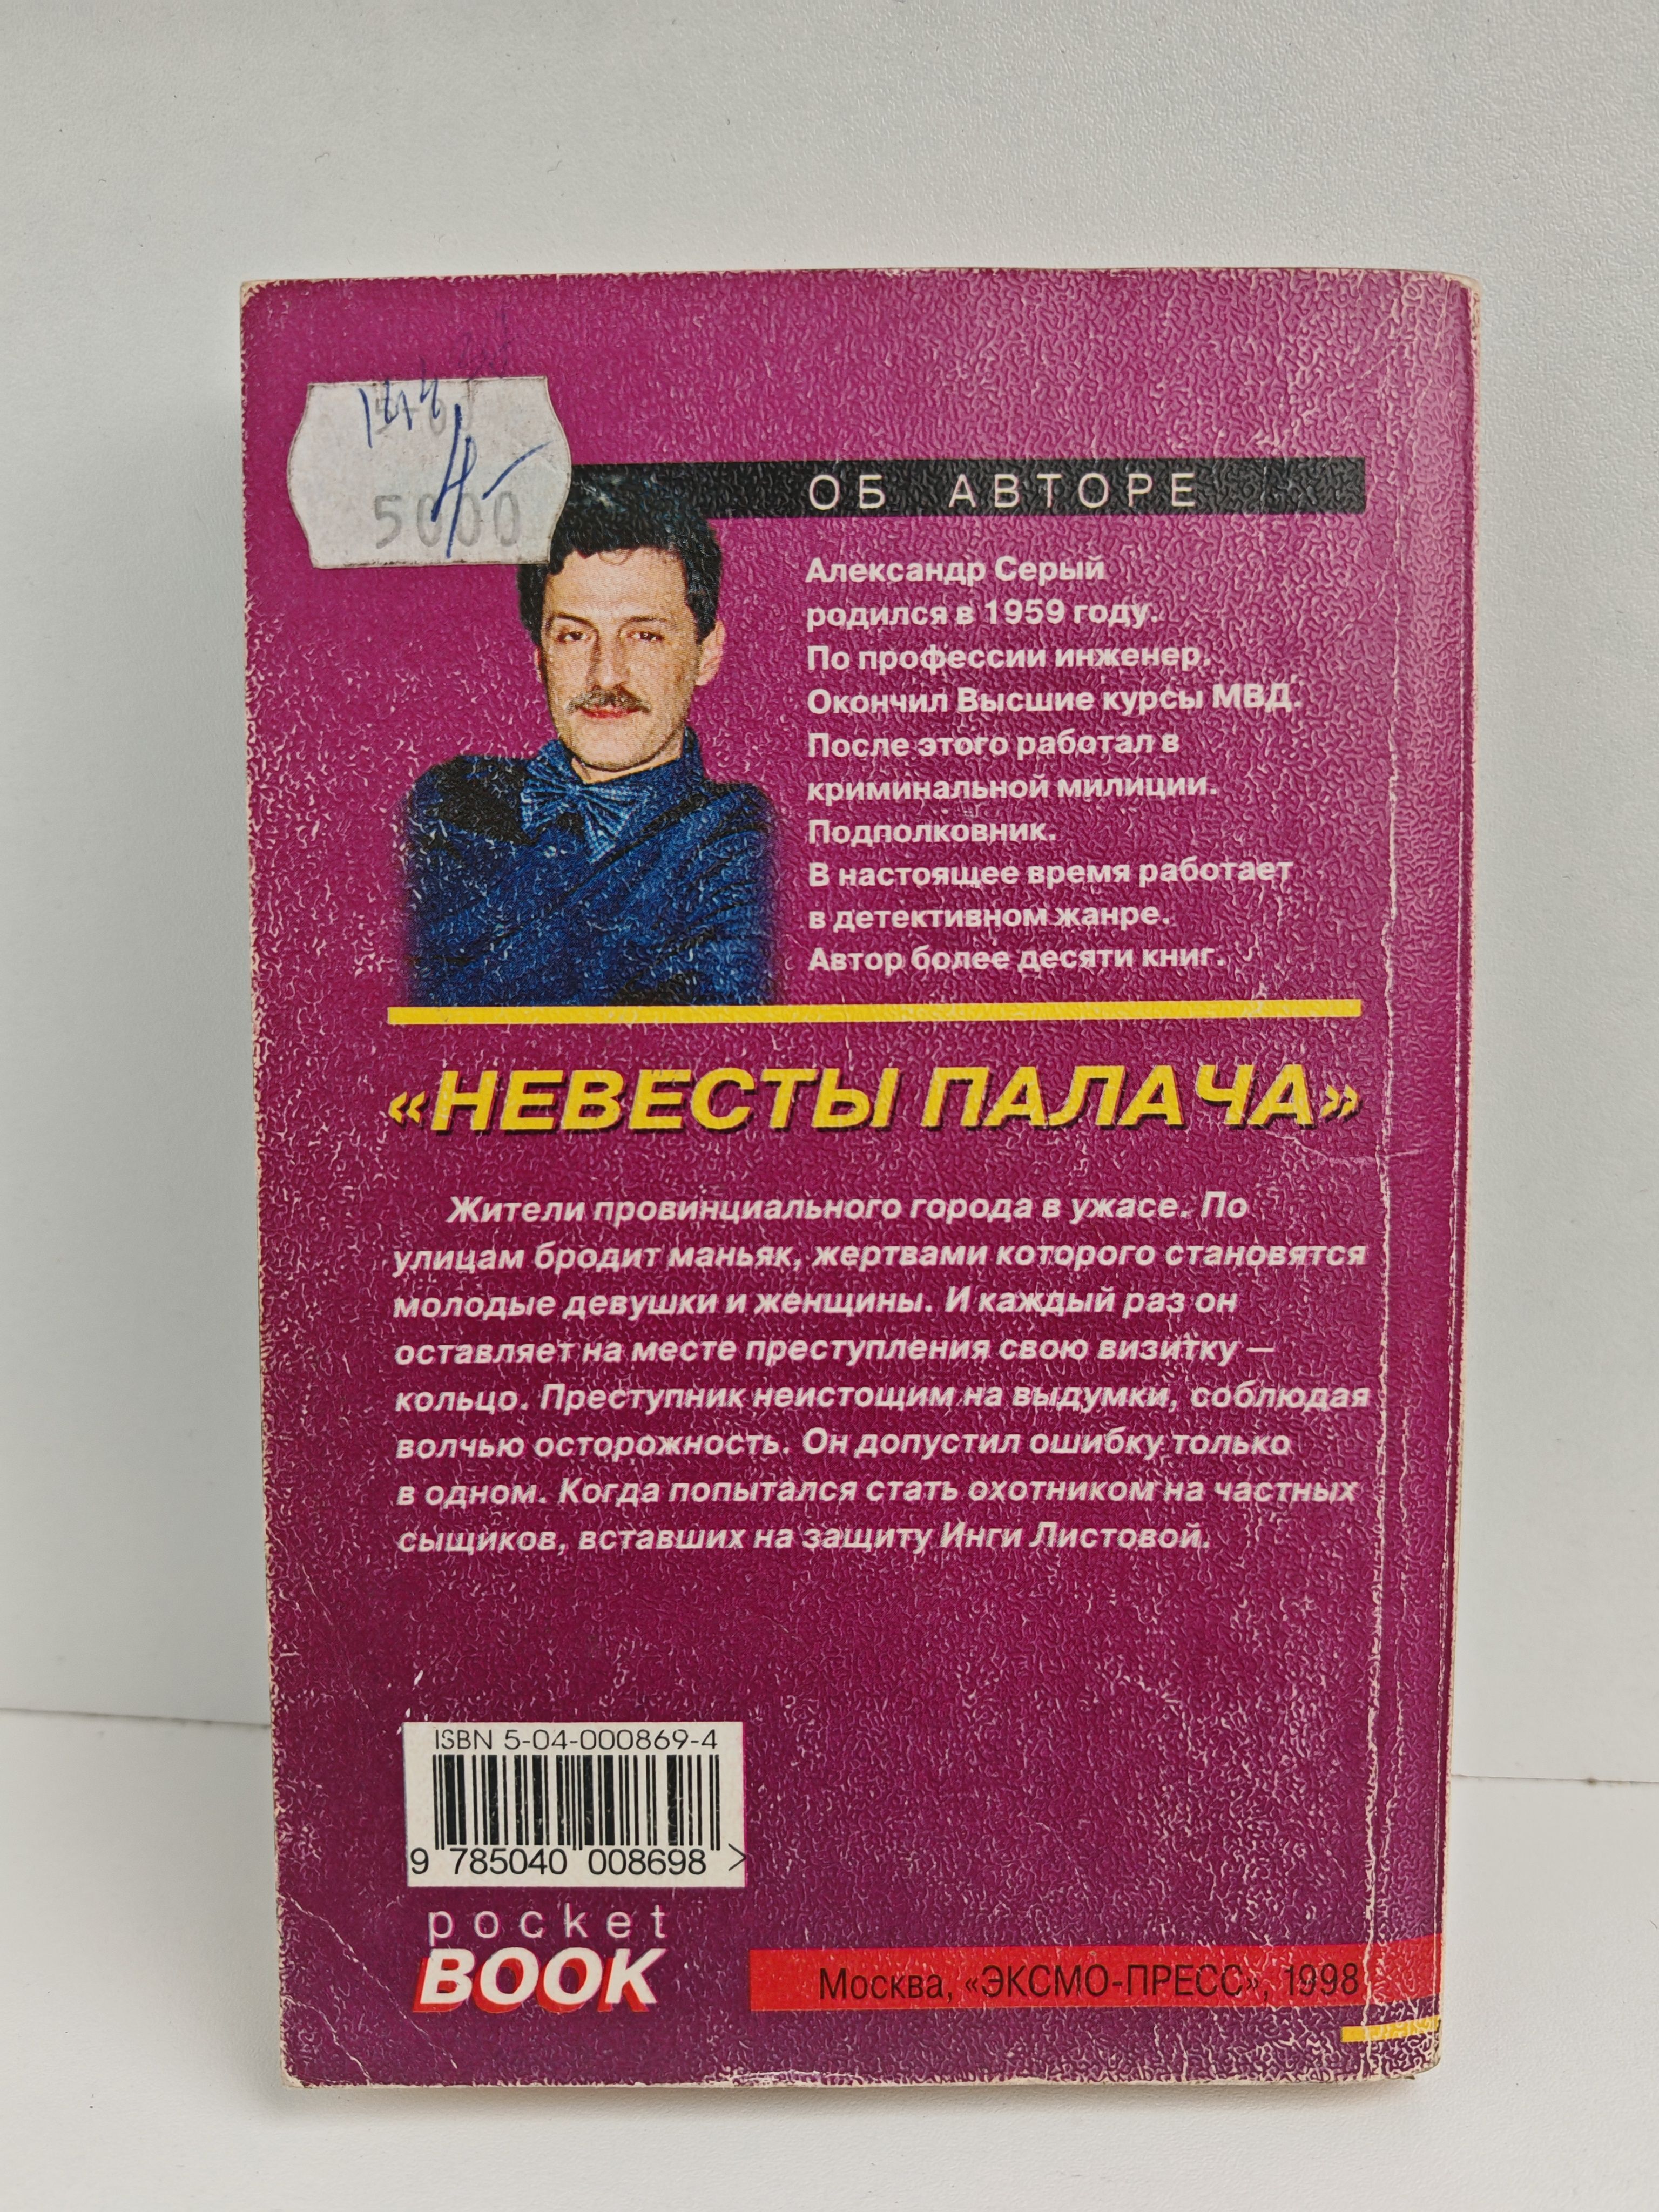 5000
ОБ АВТОРЕ
Александр Серый
родился в 1959 году.
По профессии инженер.
Окончил Высшие курсы МВД.
После этого работал в
криминальной милиции.
Подполковник.
В настоящее время работает
в детективном жанре.
Автор более десяти книг.
«НЕВЕСТЫ ПАЛАЧА»
Жители провинциального города в ужасе. По
улицам бродит маньяк, жертвами которого становятся
молодые девушки и женщины. И каждый раз он
оставляет на месте преступления свою визитку —
кольцо. Преступник неистощим на выдумки, соблюдая
волчью осторожность. Он допустил ошибку только
в одном. Когда попытался стать охотником на частных
сыщиков, вставших на защиту Инги Листовой.
ISBN 5-04-000869-4
9 785040 008698 >
pocket
BOOK
Москва, «ЭКСМО-ПРЕСС», 1998